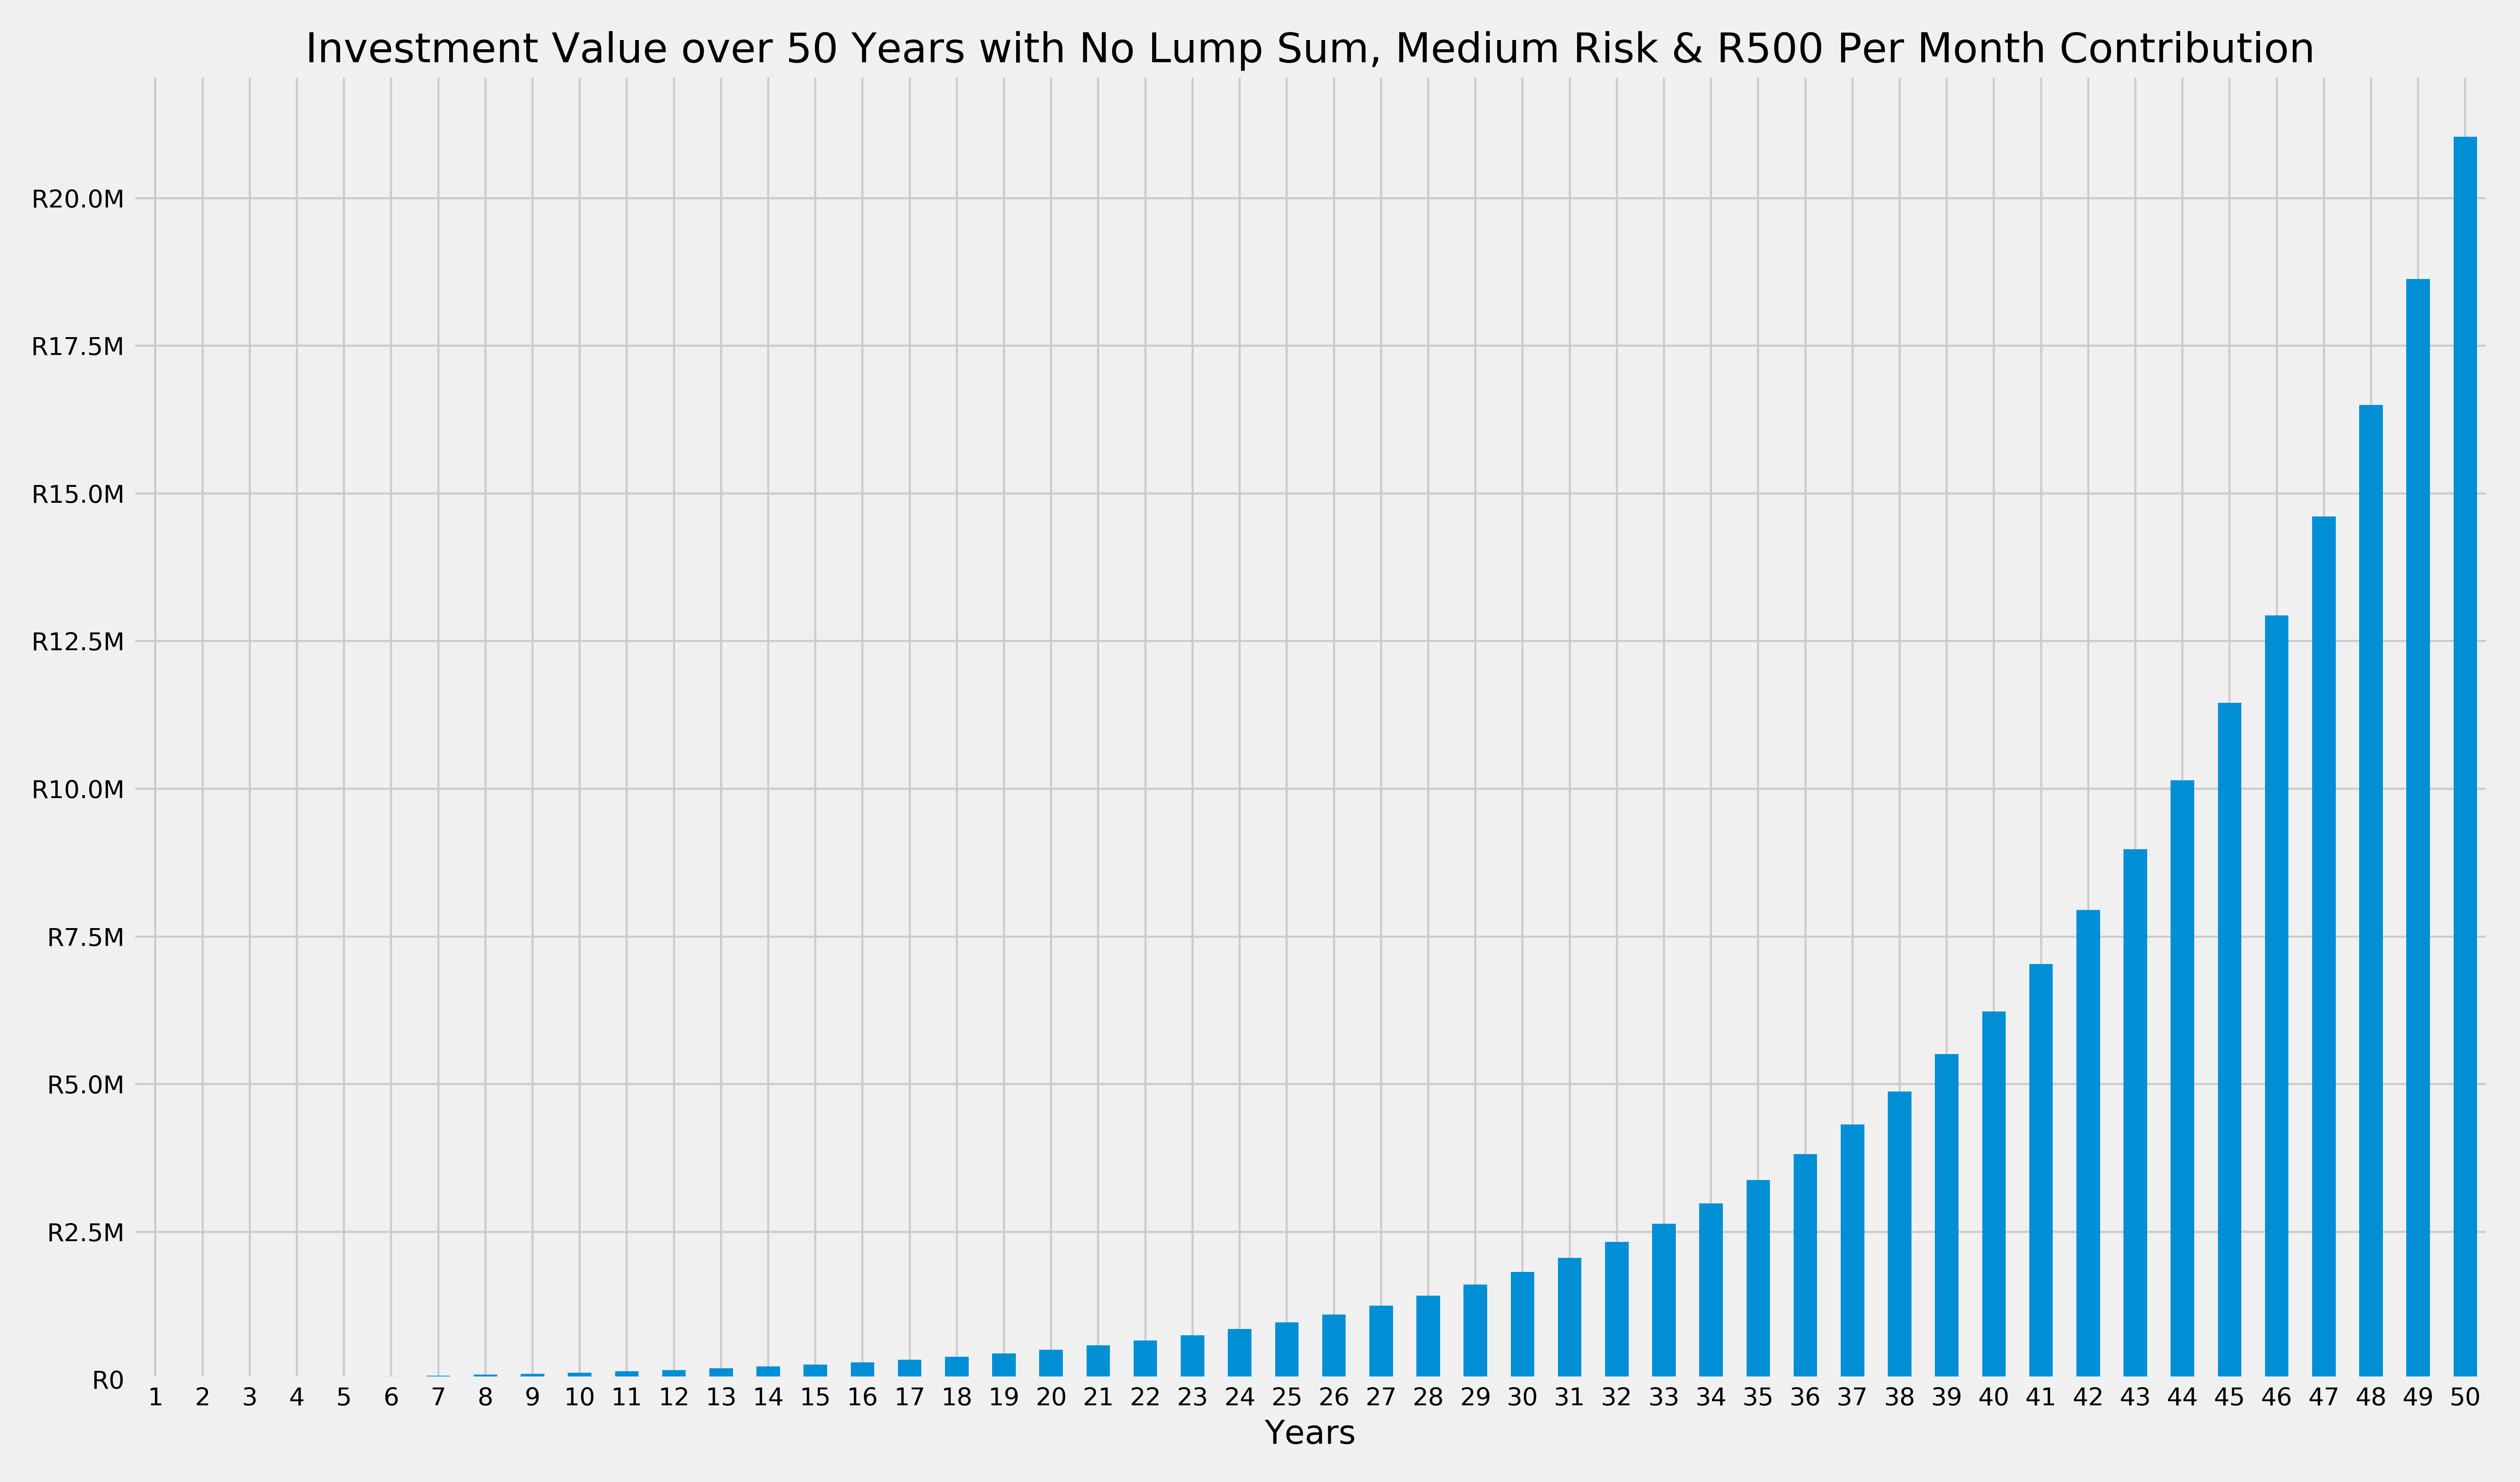 Investment Value over 50 Years with No Lump Sum, Medium Risk & R500 Per Month Contribution
R20.0M
R17.5M
R15.0M
R12.5M
R10.0M
R7.5M
R5.0M
R2.5M
R0
1 2 3 4 5 6 7 8 9 10 11 12 13 14 15 16 17 18 19 20 21 22 23 24 25 26 27 28 29 30 31 32 33 34 35 36 37 38 39 40 41 42 43 44 45 46 47 48 49 50
Years